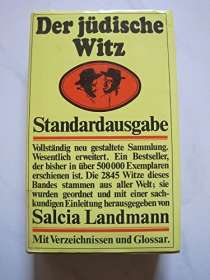 Der jüdische
Witz
Standardausgabe
Vollständig neu gestaltete Sammlung.
Wesentlich erweitert. Ein Bestseller,
der bisher in über 500 000 Exemplaren
erschienen ist. Die 2845 Witze dieses
Bandes stammen aus aller Welt; sie
wurden geordnet und mit einer sach-
kundigen Einleitung herausgegeben von
Salcia Landmann
Mit Verzeichnissen und Glossar.